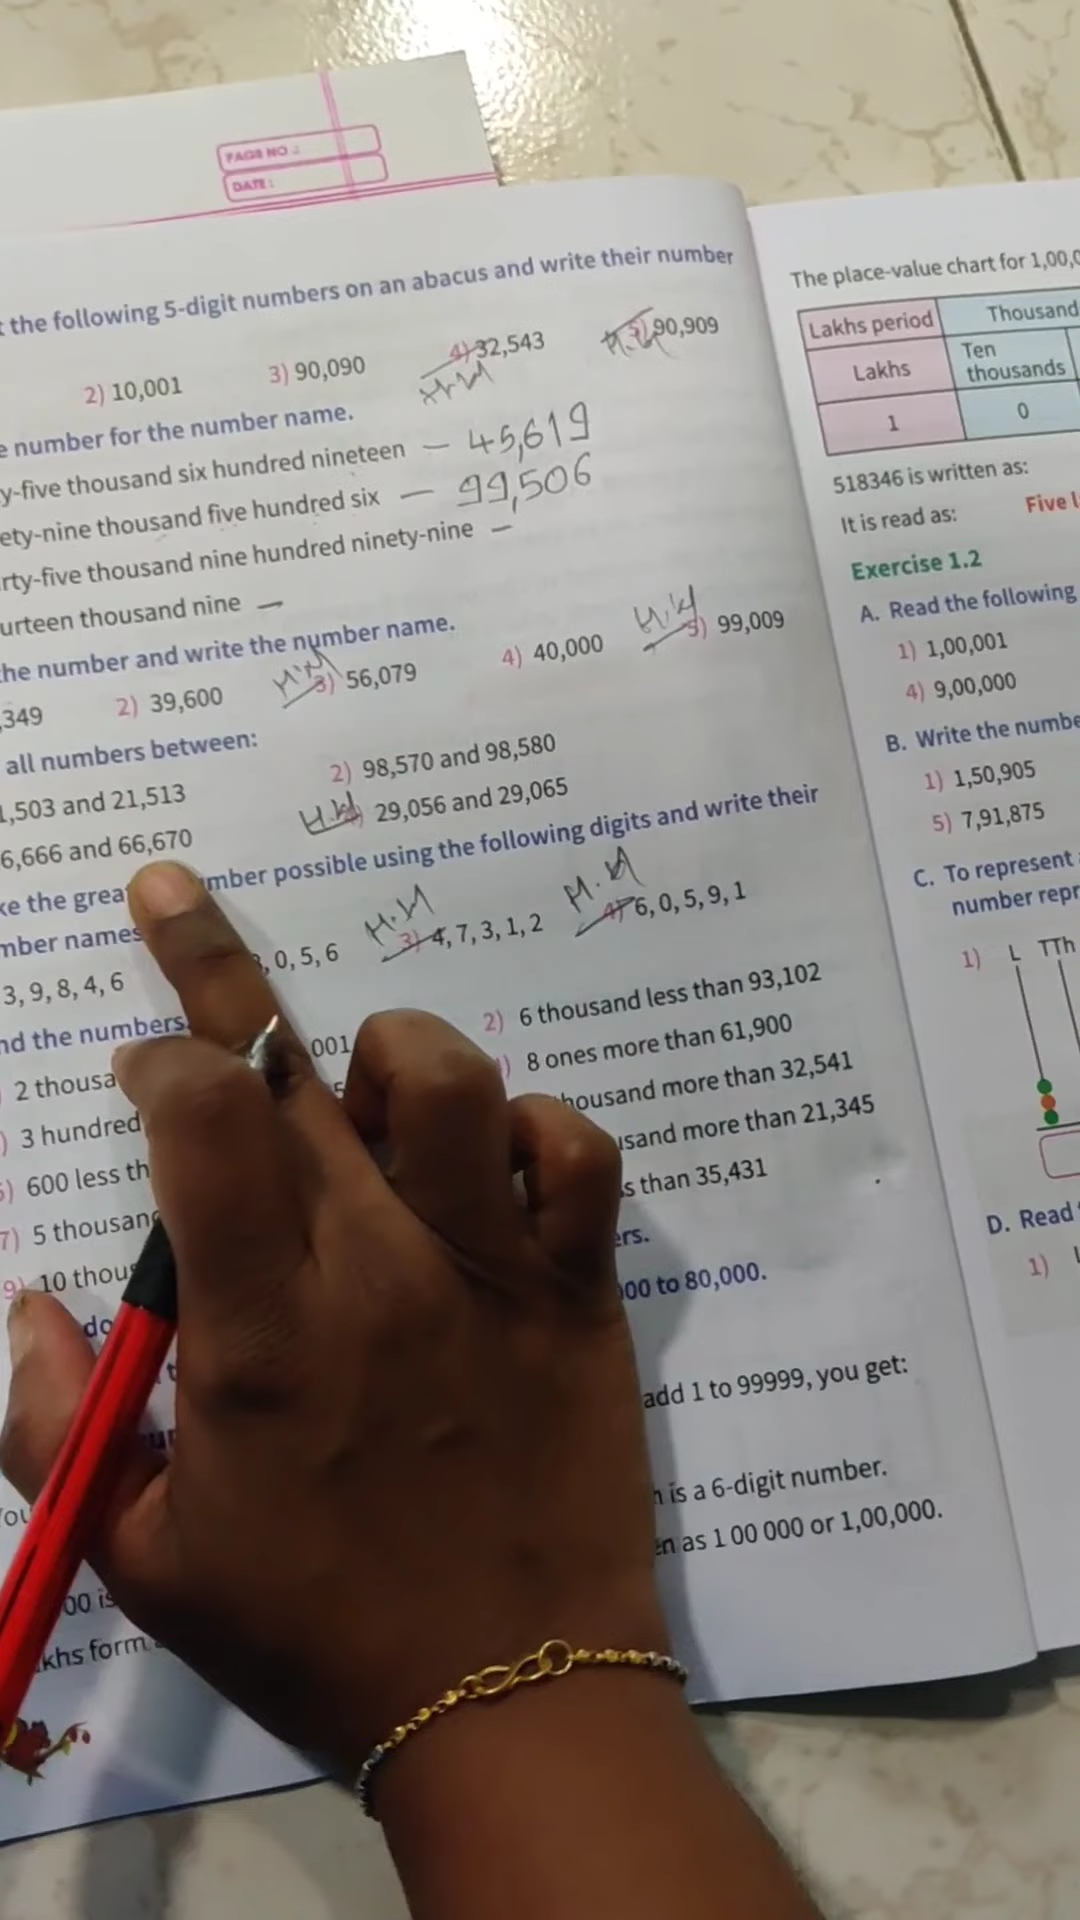 PAGE NO.:
DATE:
the following 5-digit numbers on an abacus and write their number
2) 10,001 3) 90,090 4) 32,543 5) 90,909
H.W
number for the number name.
y-five thousand six hundred nineteen — 45,619
ety-nine thousand five hundred six — 99,506
rty-five thousand nine hundred ninety-nine —
urteen thousand nine —
the number and write the number name.
,349 2) 39,600 H.W 3) 56,079 4) 40,000 H.W 5) 99,009
all numbers between:
1,503 and 21,513 2) 98,570 and 98,580
6,666 and 66,670 H.W 29,056 and 29,065
ke the grea mber possible using the following digits and write their
mber names
3, 9, 8, 4, 6 , 0, 5, 6 H.W 3) 4, 7, 3, 1, 2 H.W 4) 6, 0, 5, 9, 1
nd the numbers.
2 thousa 001 2) 6 thousand less than 93,102
3 hundred 5 ) 8 ones more than 61,900
600 less th housand more than 32,541
7) 5 thousand usand more than 21,345
9) 10 thous s than 35,431
do ers.
t 000 to 80,000.
add 1 to 99999, you get:
You h is a 6-digit number.
00 is en as 1 00 000 or 1,00,000.
khs form
The place-value chart for 1,00,0
Lakhs period Thousand
Lakhs Ten thousands
1 0
518346 is written as:
It is read as: Five l
Exercise 1.2
A. Read the following
1) 1,00,001
4) 9,00,000
B. Write the numbe
1) 1,50,905
5) 7,91,875
C. To represent
number repr
1) L TTh
D. Read
1)